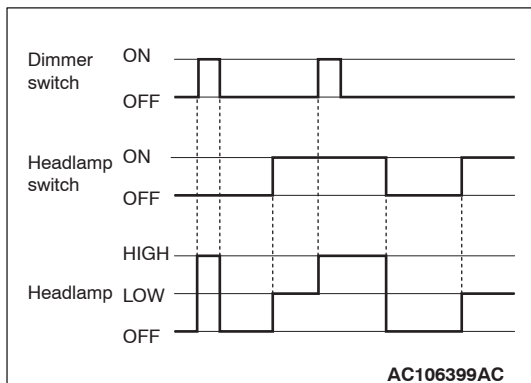 Dimmer
switch
ON
OFF
Headlamp
switch
ON
OFF
Headlamp
HIGH
LOW
OFF
AC106399AC